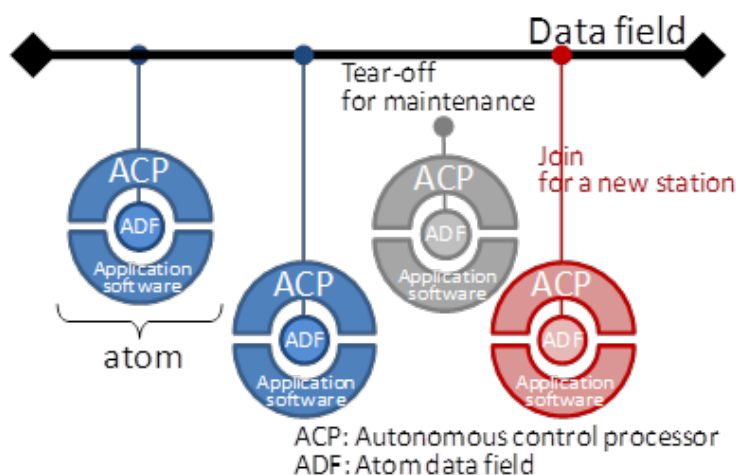 Data field
Tear-off
for maintenance
ACP
ADF
Application
software
ACP
ADF
Application
software
Join
for a new station
ACP
ADF
Application
software
ACP
ADF
Application
software
atom
ACP: Autonomous control processor
ADF: Atom data field